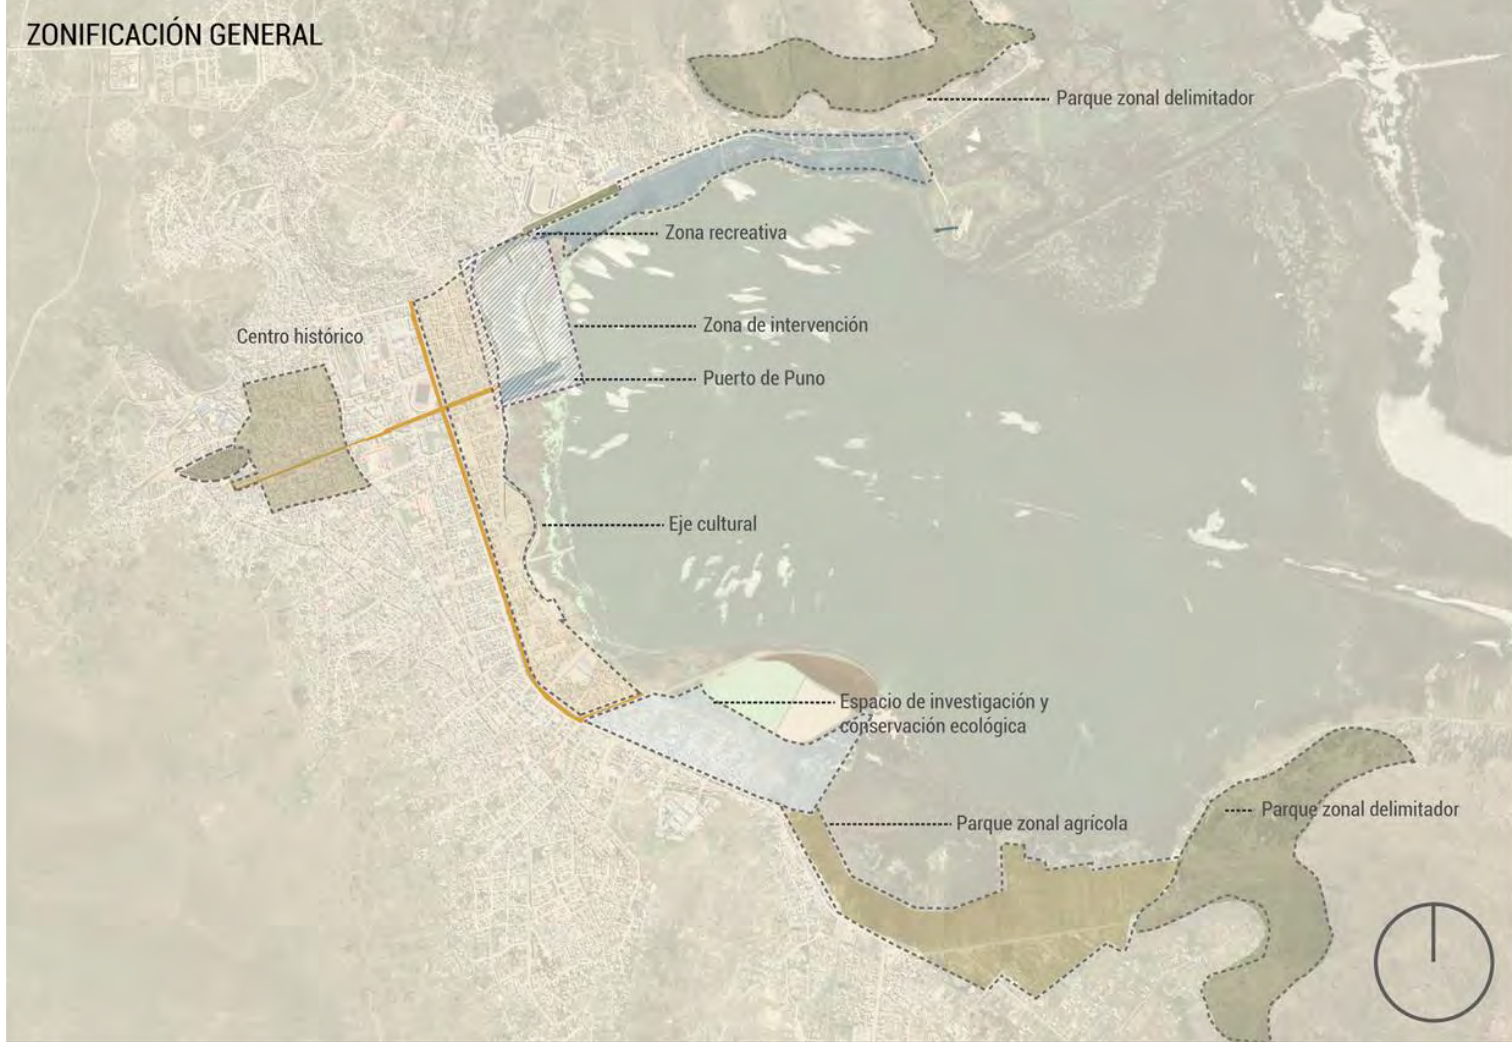 ZONIFICACIÓN GENERAL
Parque zonal delimitador
Zona recreativa
Zona de intervención
Centro histórico
Puerto de Puno
Eje cultural
Espacio de investigación y
conservación ecológica
Parque zonal delimitador
Parque zonal agrícola